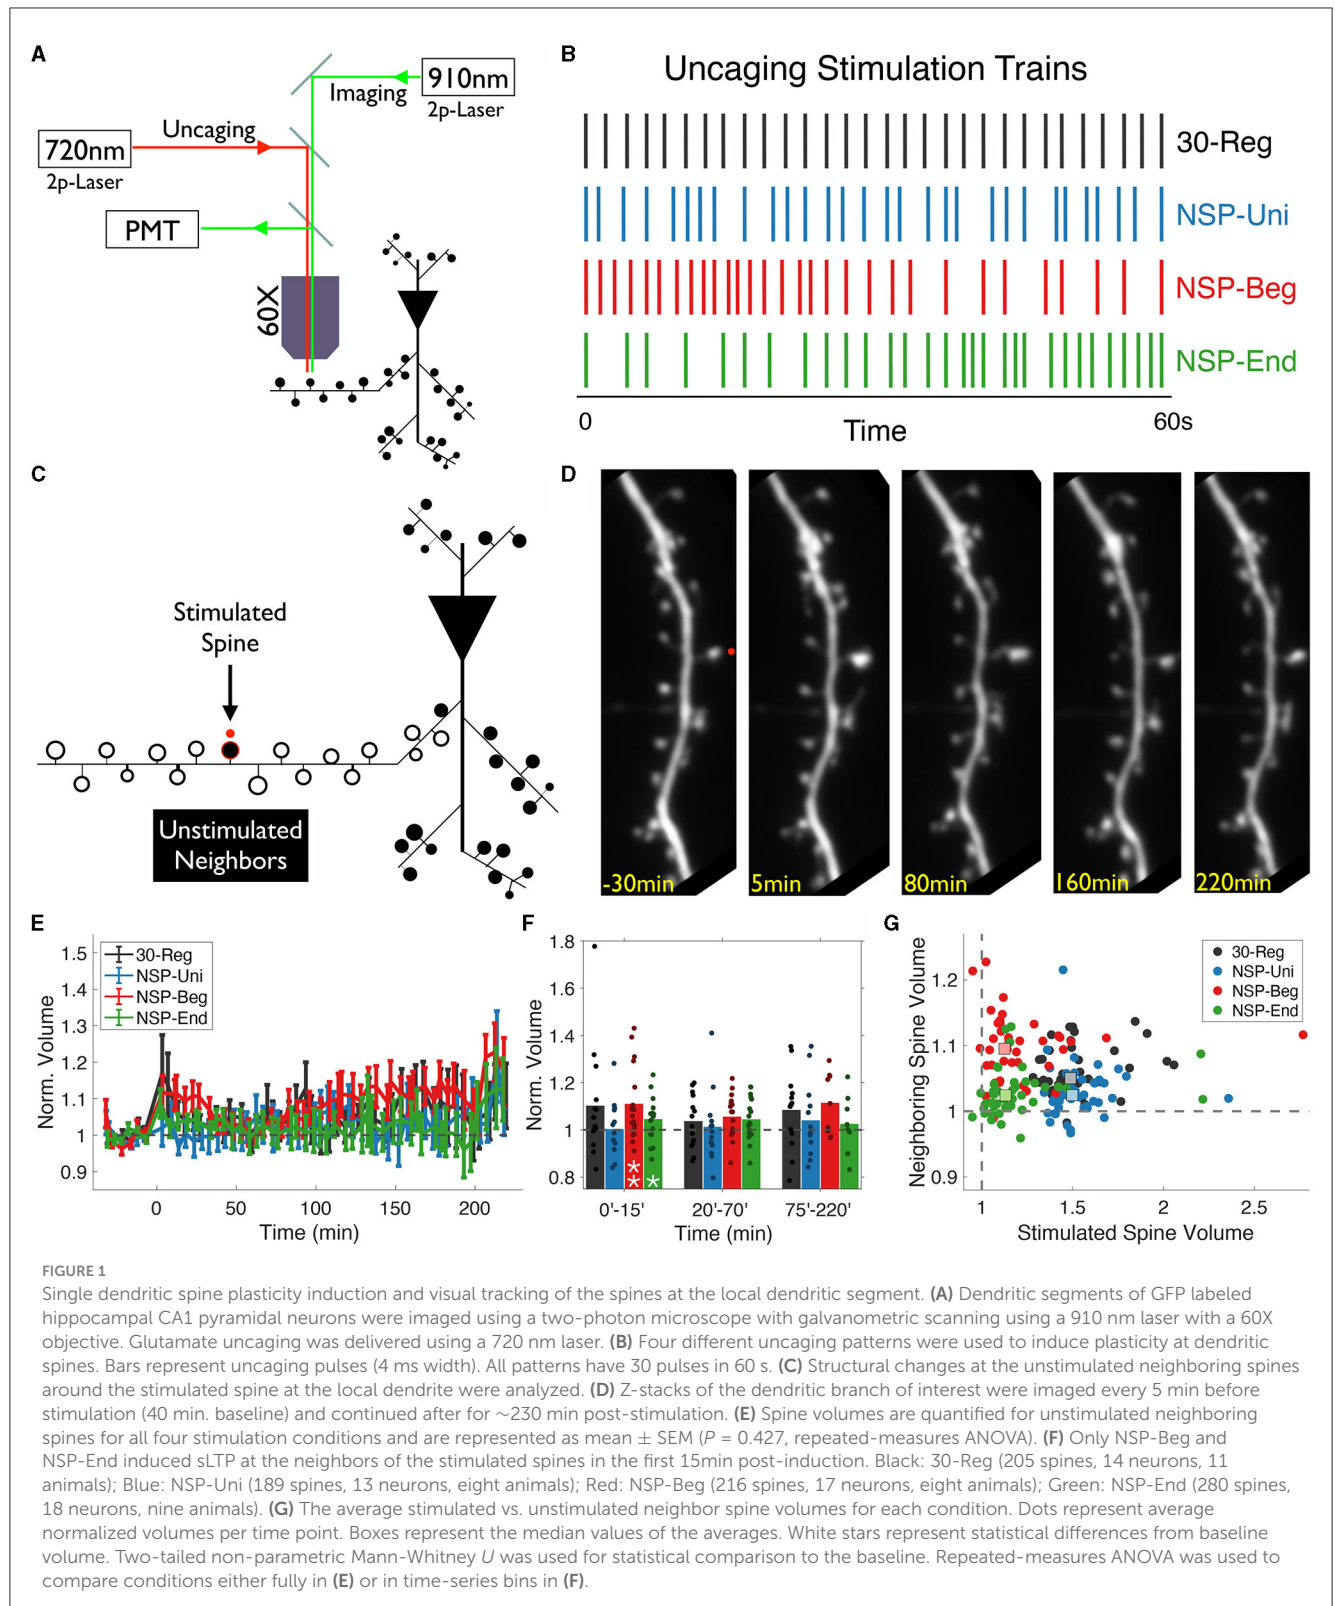 A
910nm
Imaging
2p-Laser
Uncaging
720nm
2p-Laser
PMT
60X
B
Uncaging Stimulation Trains
30-Reg
NSP-Uni
NSP-Beg
NSP-End
0
60s
Time
C
Stimulated
Spine
Unstimulated
Neighbors
D
-30min
5min
80min
160min
220min
E
30-Reg
NSP-Uni
NSP-Beg
NSP-End
1.5
1.4
1.3
1.2
1.1
1
0.9
Norm. Volume
0
50
100
150
200
Time (min)
F
1.8
1.6
1.4
1.2
1
0.8
Norm. Volume
*
*
*
0'-15'
20'-70'
75'-220'
Time (min)
G
30-Reg
NSP-Uni
NSP-Beg
NSP-End
1.2
1.1
1
0.9
Neighboring Spine Volume
1
1.5
2
2.5
Stimulated Spine Volume
FIGURE 1
Single dendritic spine plasticity induction and visual tracking of the spines at the local dendritic segment. (A) Dendritic segments of GFP labeled
hippocampal CA1 pyramidal neurons were imaged using a two-photon microscope with galvanometric scanning using a 910 nm laser with a 60X
objective. Glutamate uncaging was delivered using a 720 nm laser. (B) Four different uncaging patterns were used to induce plasticity at dendritic
spines. Bars represent uncaging pulses (4 ms width). All patterns have 30 pulses in 60 s. (C) Structural changes at the unstimulated neighboring spines
around the stimulated spine at the local dendrite were analyzed. (D) Z-stacks of the dendritic branch of interest were imaged every 5 min before
stimulation (40 min. baseline) and continued after for ∼230 min post-stimulation. (E) Spine volumes are quantified for unstimulated neighboring
spines for all four stimulation conditions and are represented as mean ± SEM (P = 0.427, repeated-measures ANOVA). (F) Only NSP-Beg and
NSP-End induced sLTP at the neighbors of the stimulated spines in the first 15min post-induction. Black: 30-Reg (205 spines, 14 neurons, 11
animals); Blue: NSP-Uni (189 spines, 13 neurons, eight animals); Red: NSP-Beg (216 spines, 17 neurons, eight animals); Green: NSP-End (280 spines,
18 neurons, nine animals). (G) The average stimulated vs. unstimulated neighbor spine volumes for each condition. Dots represent average
normalized volumes per time point. Boxes represent the median values of the averages. White stars represent statistical differences from baseline
volume. Two-tailed non-parametric Mann-Whitney U was used for statistical comparison to the baseline. Repeated-measures ANOVA was used to
compare conditions either fully in (E) or in time-series bins in (F).